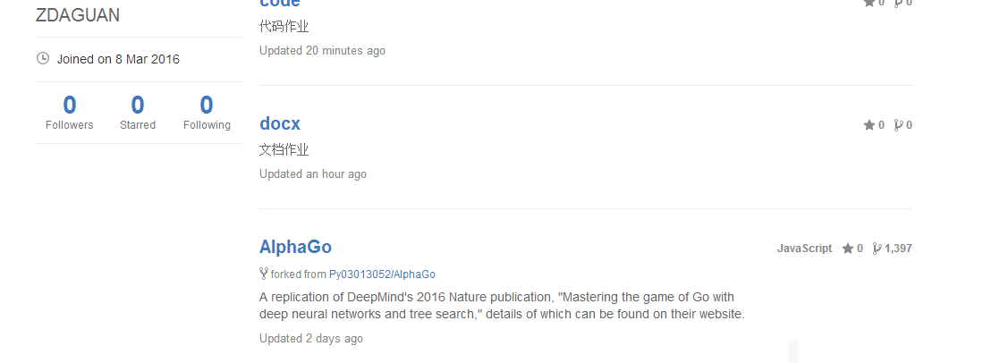 ZDAGUAN
Joined on 8 Mar 2016
0 0 0
Followers Starred Following
code 0 0
代码作业
Updated 20 minutes ago
docx 0 0
文档作业
Updated an hour ago
AlphaGo JavaScript 0 1,397
forked from Py03013052/AlphaGo
A replication of DeepMind's 2016 Nature publication, "Mastering the game of Go with
deep neural networks and tree search," details of which can be found on their website.
Updated 2 days ago